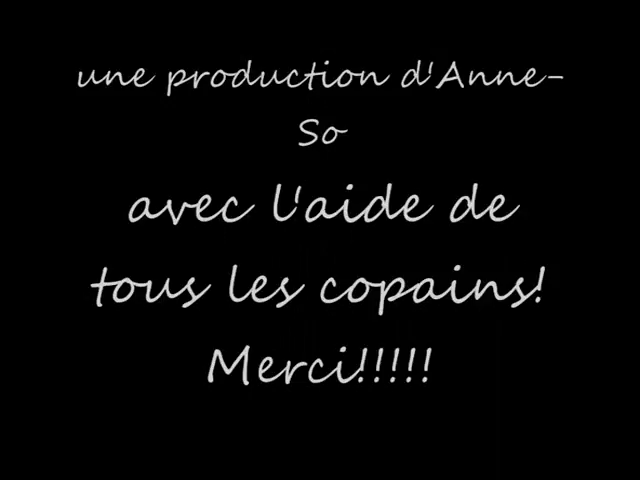 une production d'Anne-
So
avec l'aide de
tous les copains!
Merci!!!!!